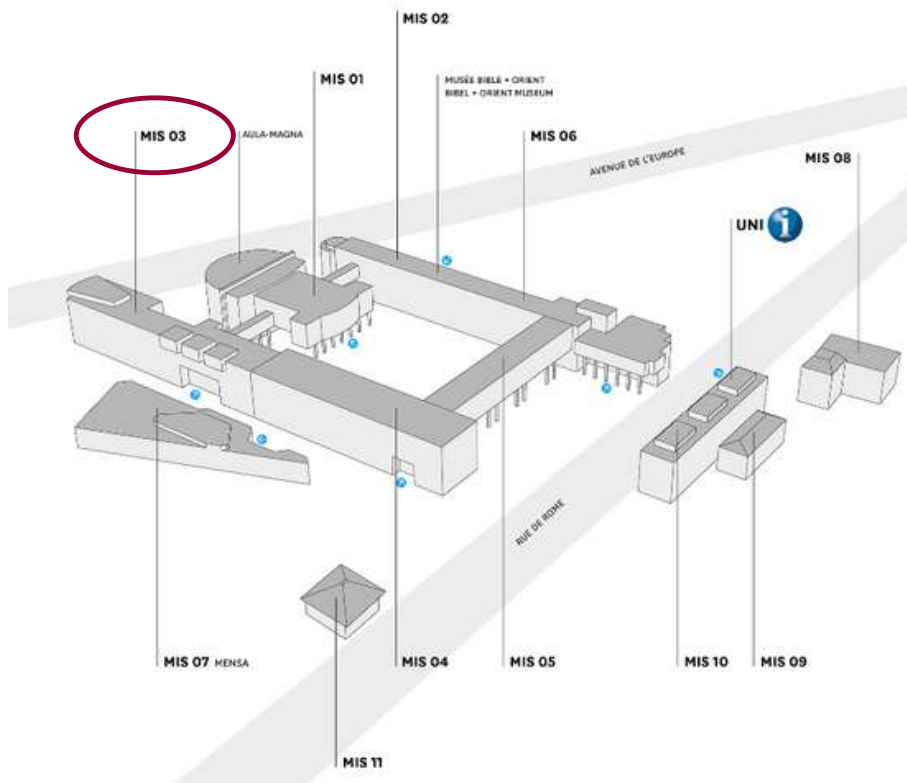 MIS 02
MIS 01
MUSÉE BIBLE + ORIENT
BIBEL + ORIENT MUSEUM
MIS 03
AULA-MAGNA
MIS 06
AVENUE DE L'EUROPE
MIS 08
UNI i
RUE DE ROME
MIS 07 MENSA
MIS 04
MIS 05
MIS 10
MIS 09
MIS 11